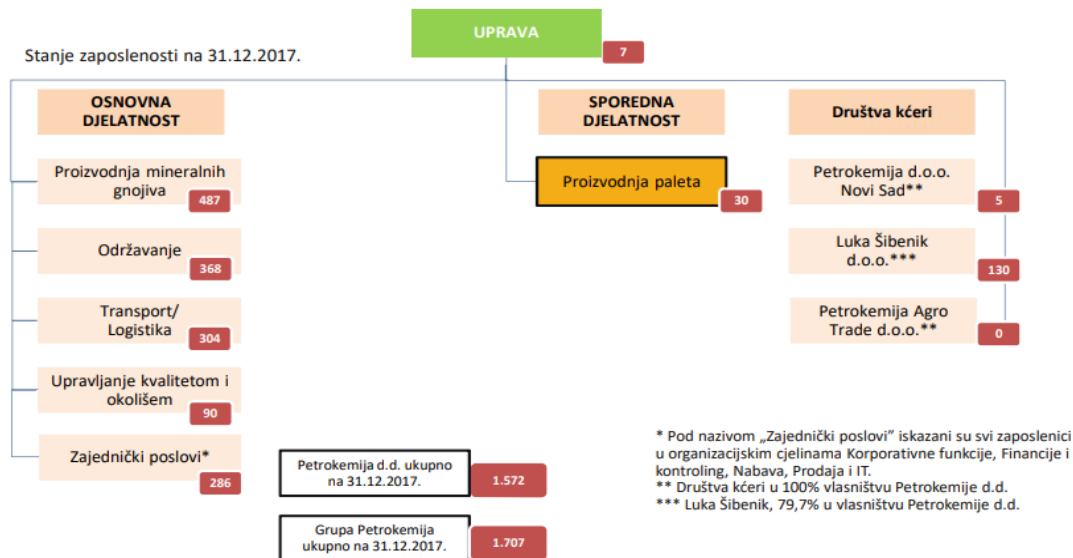 UPRAVA
7
Stanje zaposlenosti na 31.12.2017.
OSNOVNA
DJELATNOST
Proizvodnja mineralnih
gnojiva
487
Održavanje
368
Transport/
Logistika
304
Upravljanje kvalitetom i
okolišem
90
Zajednički poslovi*
286
SPOREDNA
DJELATNOST
Proizvodnja paleta
30
Društva kćeri
Petrokemija d.o.o.
Novi Sad**
5
Luka Šibenik
d.o.o.***
130
Petrokemija Agro
Trade d.o.o.**
0
Petrokemija d.d. ukupno
na 31.12.2017.
1.572
Grupa Petrokemija
ukupno na 31.12.2017.
1.707
* Pod nazivom „Zajednički poslovi” iskazani su svi zaposlenici
u organizacijskim cjelinama Korporativne funkcije, Financije i
kontroling, Nabava, Prodaja i IT.
** Društva kćeri u 100% vlasništvu Petrokemije d.d.
*** Luka Šibenik, 79,7% u vlasništvu Petrokemije d.d.